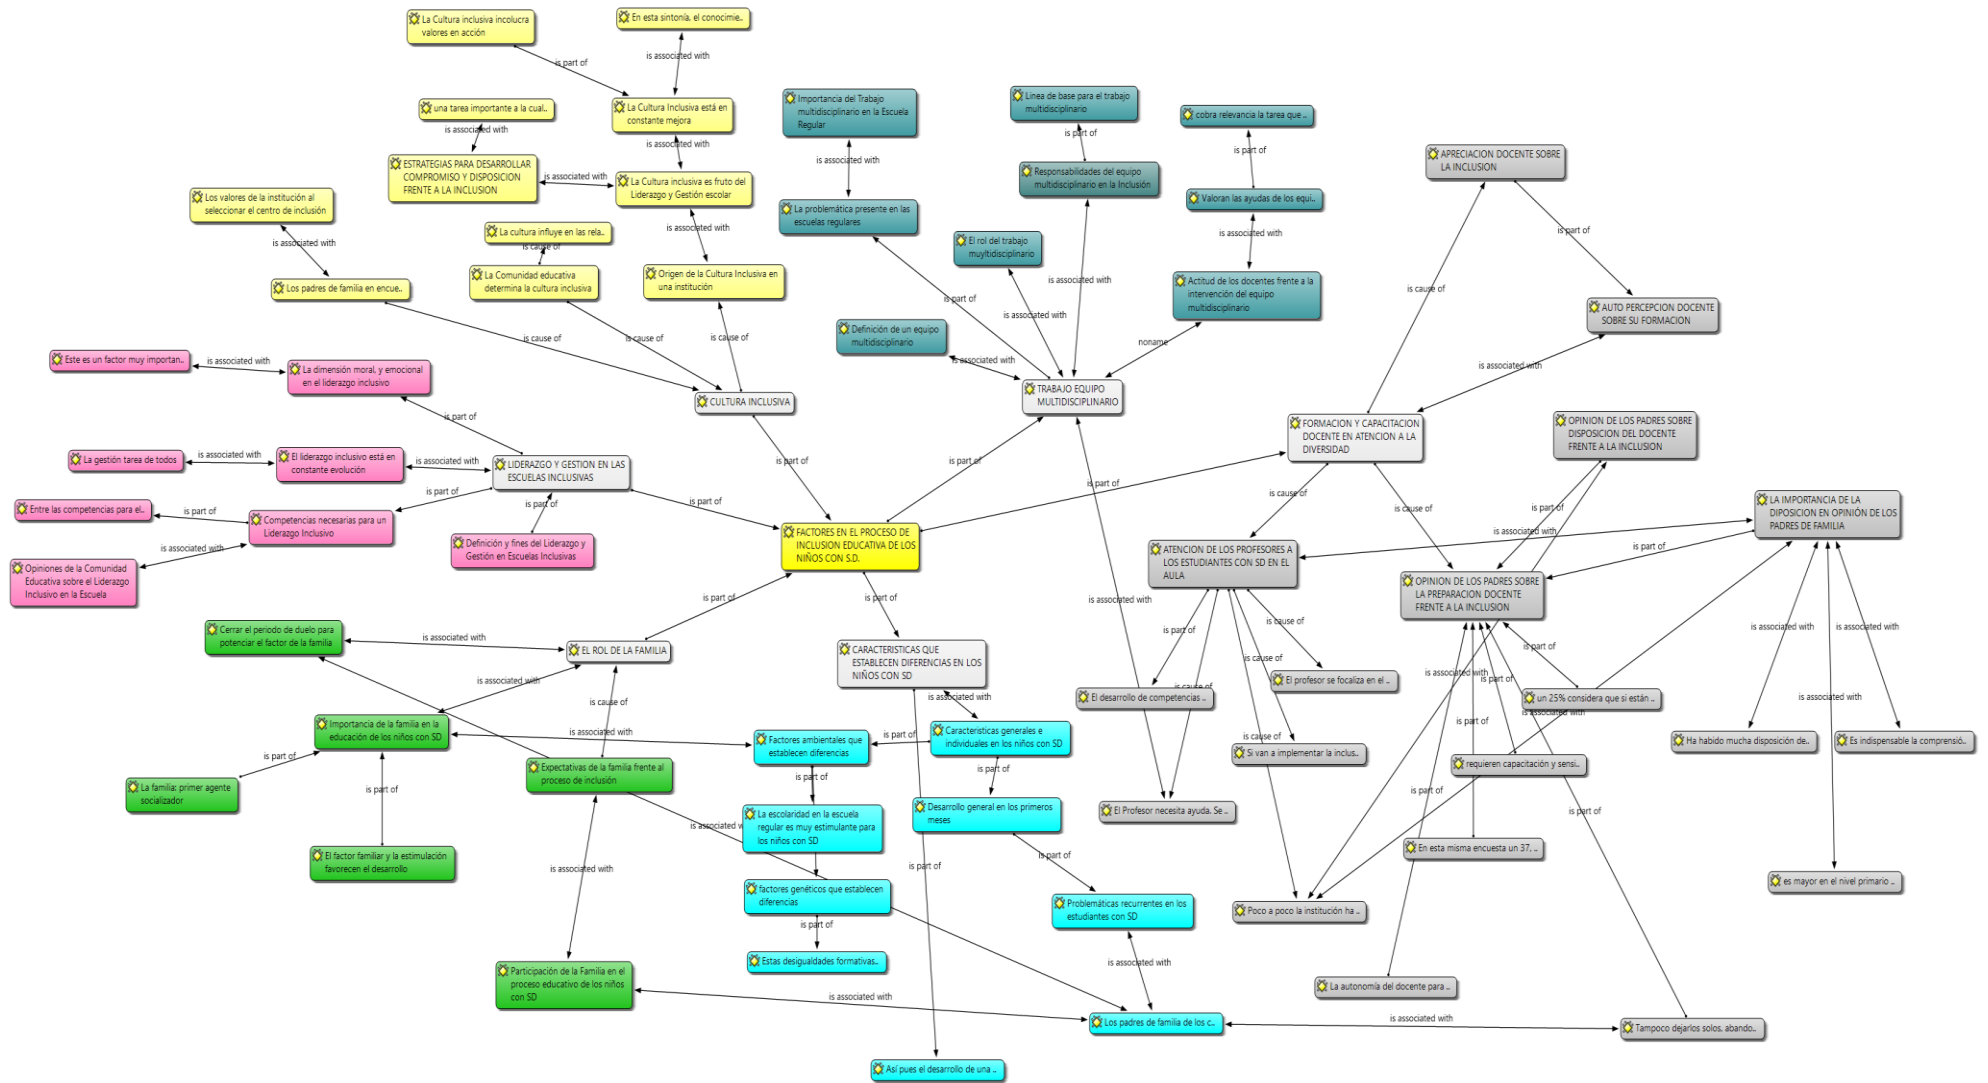 La Cultura inclusiva incolucra
valores en acción
En esta sintonía, el conocimie..
is part of
is associated with
una tarea importante a la cual..
La Cultura Inclusiva está en
constante mejora
is associated with
is associated with
ESTRATEGIAS PARA DESARROLLAR
COMPROMISO Y DISPOSICION
FRENTE A LA INCLUSION
is associated with
La Cultura inclusiva es fruto del
Liderazgo y Gestión escolar
Los valores de la institución al
seleccionar el centro de inclusión
is associated with
La cultura influye en las rela..
is cause of
is associated with
La Comunidad educativa
determina la cultura inclusiva
Origen de la Cultura Inclusiva en
una institución
Los padres de familia en encue..
is cause of
is cause of
is cause of
CULTURA INCLUSIVA
is part of
Importancia del Trabajo
multidisciplinario en la Escuela
Regular
is associated with
La problemática presente en las
escuelas regulares
is part of
Linea de base para el trabajo
multidisciplinario
is part of
Responsabilidades del equipo
multidisciplinario en la Inclusión
is associated with
El rol del trabajo
muyltidisciplinario
is associated with
Definición de un equipo
multidisciplinario
is associated with
cobra relevancia la tarea que ..
is part of
Valoran las ayudas de los equi..
is associated with
Actitud de los docentes frente a la
intervención del equipo
multidisciplinario
noname
TRABAJO EQUIPO
MULTIDISCIPLINARIO
is part of
is associated with
APRECIACION DOCENTE SOBRE
LA INCLUSION
is part of
is cause of
AUTO PERCEPCION DOCENTE
SOBRE SU FORMACION
is associated with
FORMACION Y CAPACITACION
DOCENTE EN ATENCION A LA
DIVERSIDAD
is part of
is cause of
is cause of
OPINION DE LOS PADRES SOBRE
DISPOSICION DEL DOCENTE
FRENTE A LA INCLUSION
is part of
is associated with
LA IMPORTANCIA DE LA
DIPOSICION EN OPINIÓN DE LOS
PADRES DE FAMILIA
is part of
Este es un factor muy importan..
is associated with
La dimensión moral, y emocional
en el liderazgo inclusivo
is part of
La gestión tarea de todos
is associated with
El liderazgo inclusivo está en
constante evolución
is associated with
LIDERAZGO Y GESTION EN LAS
ESCUELAS INCLUSIVAS
is part of
is part of
is part of
Entre las competencias para el..
is part of
Competencias necesarias para un
Liderazgo Inclusivo
is associated with
Definición y fines del Liderazgo y
Gestión en Escuelas Inclusivas
Opiniones de la Comunidad
Educativa sobre el Liderazgo
Inclusivo en la Escuela
FACTORES EN EL PROCESO DE
INCLUSION EDUCATIVA DE LOS
NIÑOS CON S.D.
is part of
is part of
ATENCION DE LOS PROFESORES A
LOS ESTUDIANTES CON SD EN EL
AULA
OPINION DE LOS PADRES SOBRE
LA PREPARACION DOCENTE
FRENTE A LA INCLUSION
Cerrar el periodo de duelo para
potenciar el factor de la familia
is associated with
EL ROL DE LA FAMILIA
is associated with
is cause of
CARACTERISTICAS QUE
ESTABLECEN DIFERENCIAS EN LOS
NIÑOS CON SD
is associated with
is part of
is part of
is cause of
is cause of
is cause of
is cause of
El desarrollo de competencias ..
El profesor se focaliza en el ..
Si van a implementar la inclus..
El Profesor necesita ayuda. Se ..
Poco a poco la institución ha ..
is part of
is associated with
is part of
un 25% considera que si están ..
is associated with
requieren capacitación y sensi..
is part of
is part of
is part of
En esta misma encuesta un 37, ..
La autonomía del docente para ..
is associated with
is associated with
is associated with
Ha habido mucha disposición de..
Es indispensable la comprensió..
es mayor en el nivel primario ..
Importancia de la familia en la
educación de los niños con SD
is associated with
is part of
is part of
La familia: primer agente
socializador
El factor familiar y la estimulación
favorecen el desarrollo
Expectativas de la familia frente al
proceso de inclusión
is associated w
is associated with
Participación de la Familia en el
proceso educativo de los niños
con SD
is associated with
Factores ambientales que
establecen diferencias
is part of
Caracteristicas generales e
individuales en los niños con SD
is part of
is part of
La escolaridad en la escuela
regular es muy estimulante para
los niños con SD
Desarrollo general en los primeros
meses
is part of
factores genéticos que establecen
diferencias
is part of
Estas desigualdades formativas..
Problemáticas recurrentes en los
estudiantes con SD
is associated with
Los padres de familia de los c..
is associated with
Tampoco dejarlos solos, abando..
Así pues el desarrollo de una ..